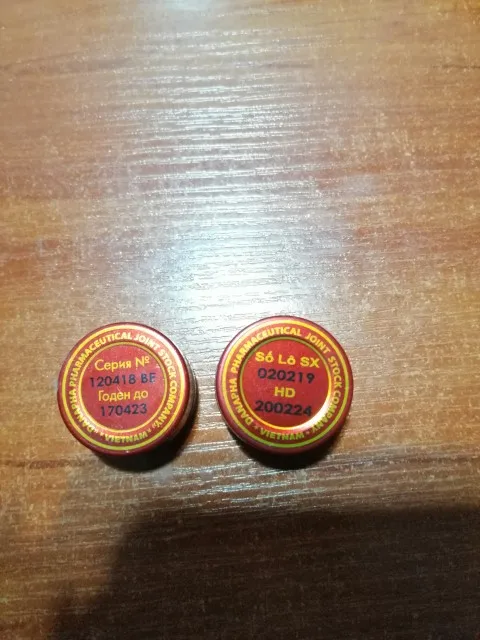 DANAPHA PHARMACEUTICAL JOINT STOCK COMPANY
VIETNAM
Серия №
120418 BF
Годен до
170423
DANAPHA PHARMACEUTICAL JOINT STOCK COMPANY
VIETNAM
Số Lô SX
020219
HD
200224